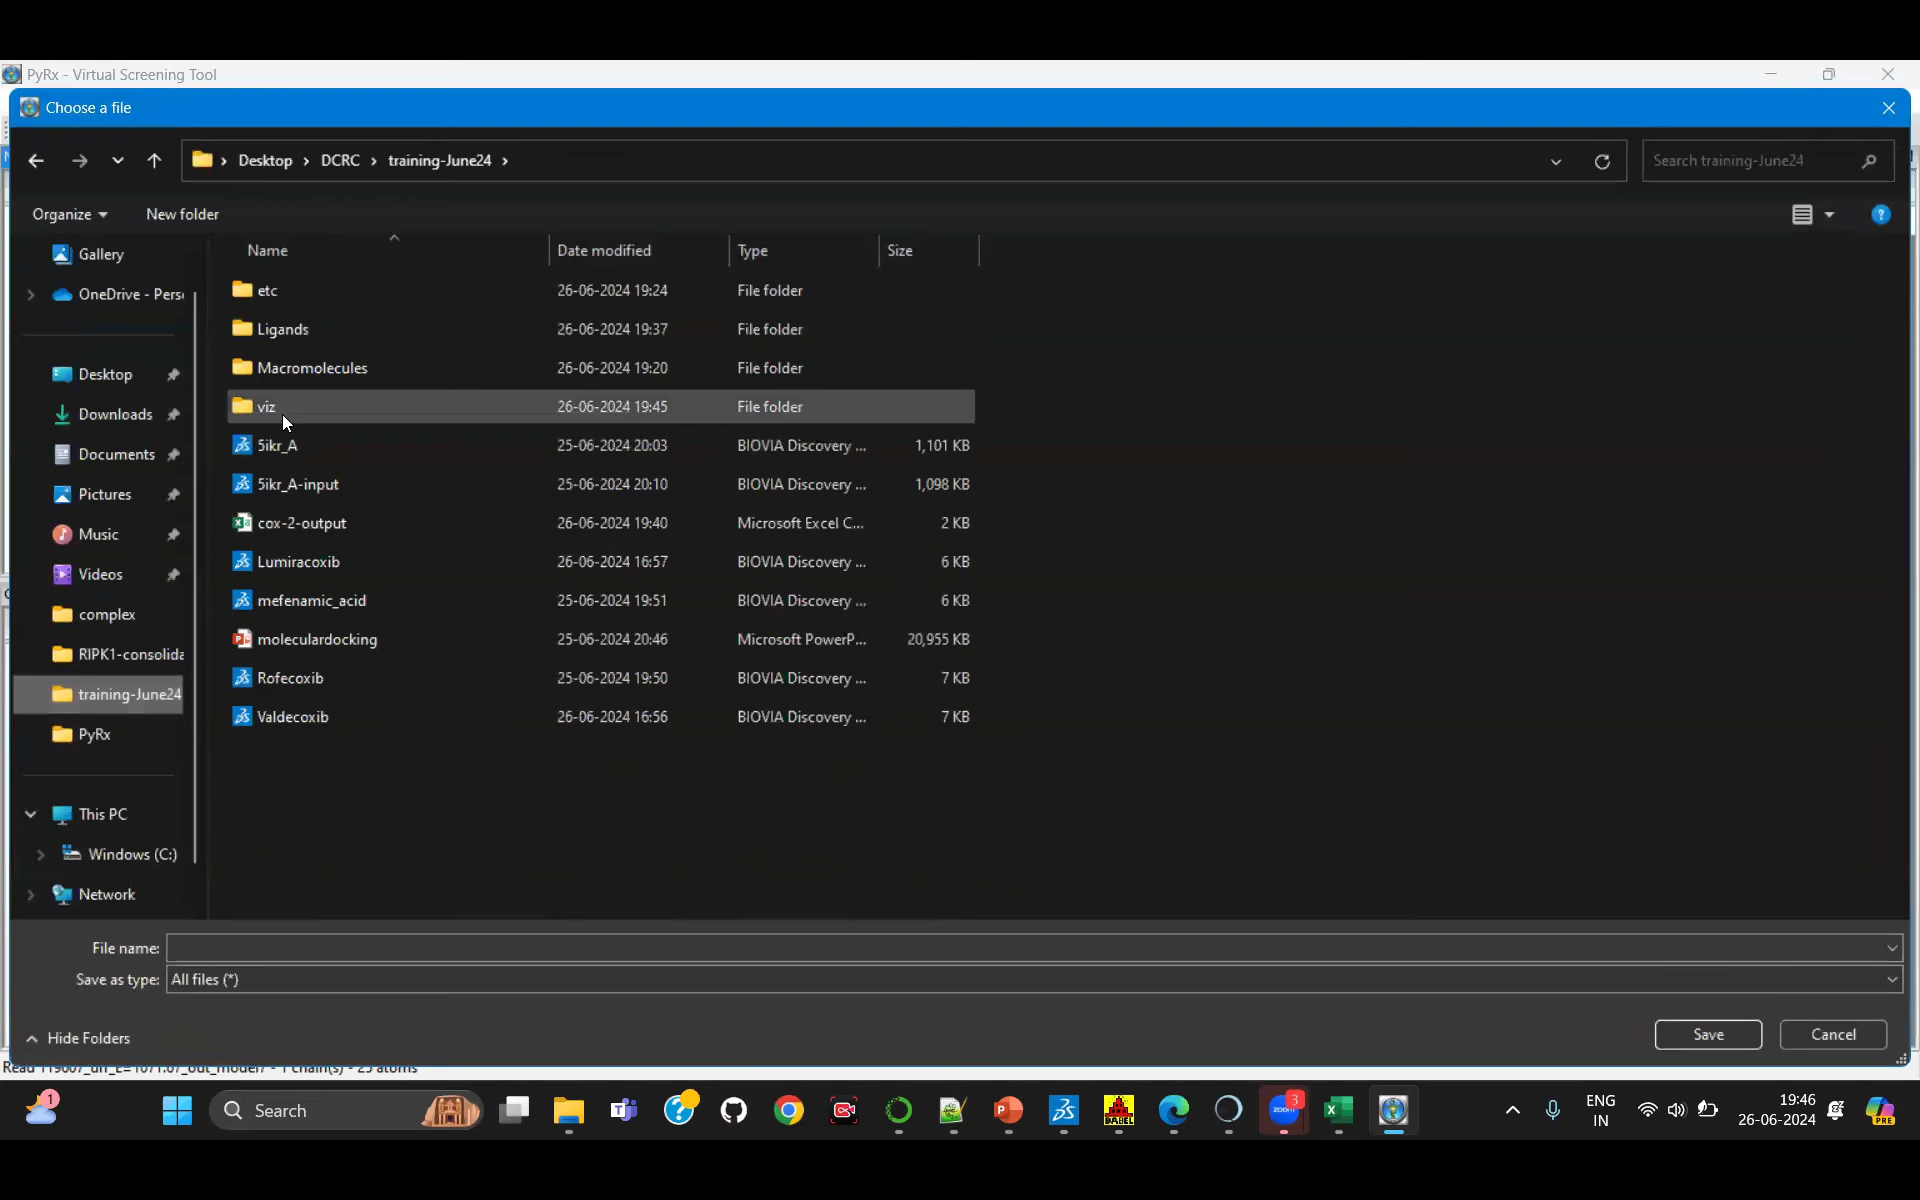 PyRx - Virtual Screening Tool
Choose a file
Desktop DCRC training-June24
Search training-June24
Organize
New folder
Name Date modified Type Size
Gallery
OneDrive - Pers
Desktop
Downloads
Documents
Pictures
Music
Videos
complex
RIPK1-consolida
training-June24
PyRx
This PC
Windows (C:)
Network
etc 26-06-2024 19:24 File folder
Ligands 26-06-2024 19:37 File folder
Macromolecules 26-06-2024 19:20 File folder
viz 26-06-2024 19:45 File folder
5ikr_A 25-06-2024 20:03 BIOVIA Discovery ... 1,101 KB
5ikr_A-input 25-06-2024 20:10 BIOVIA Discovery ... 1,098 KB
cox-2-output 26-06-2024 19:40 Microsoft Excel C... 2 KB
Lumiracoxib 26-06-2024 16:57 BIOVIA Discovery ... 6 KB
mefenamic_acid 25-06-2024 19:51 BIOVIA Discovery ... 6 KB
moleculardocking 25-06-2024 20:46 Microsoft PowerP... 20,955 KB
Rofecoxib 25-06-2024 19:50 BIOVIA Discovery ... 7 KB
Valdecoxib 26-06-2024 16:56 BIOVIA Discovery ... 7 KB
File name:
Save as type: All files (*)
Hide Folders
Save
Cancel
1
Search
BABEL
zoom
3
ENG
IN
19:46
26-06-2024
PRE